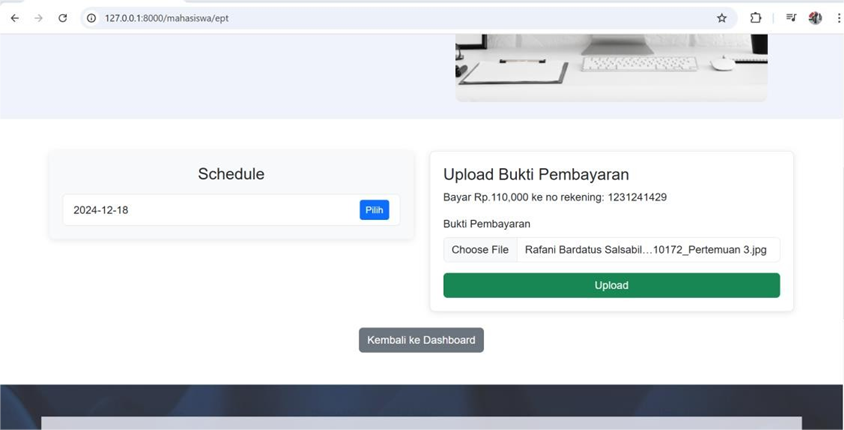 127.0.0.1:8000/mahasiswa/ept
Schedule
2024-12-18
Pilih
Upload Bukti Pembayaran
Bayar Rp.110,000 ke no rekening: 1231241429
Bukti Pembayaran
Choose File
Rafani Bardatus Salsabil...10172_Pertemuan 3.jpg
Upload
Kembali ke Dashboard